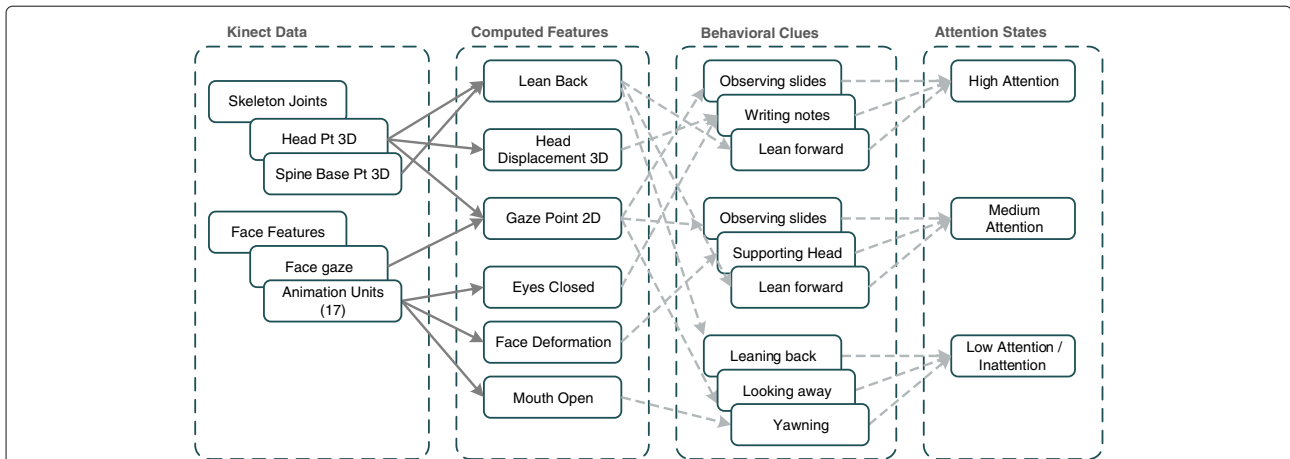 Kinect Data
Computed Features
Behavioral Clues
Attention States
Skeleton Joints
Head Pt 3D
Spine Base Pt 3D
Face Features
Face gaze
Animation Units
(17)
Lean Back
Head
Displacement 3D
Gaze Point 2D
Eyes Closed
Face Deformation
Mouth Open
Observing slides
Writing notes
Lean forward
Observing slides
Supporting Head
Lean forward
Leaning back
Looking away
Yawning
High Attention
Medium
Attention
Low Attention /
Inattention